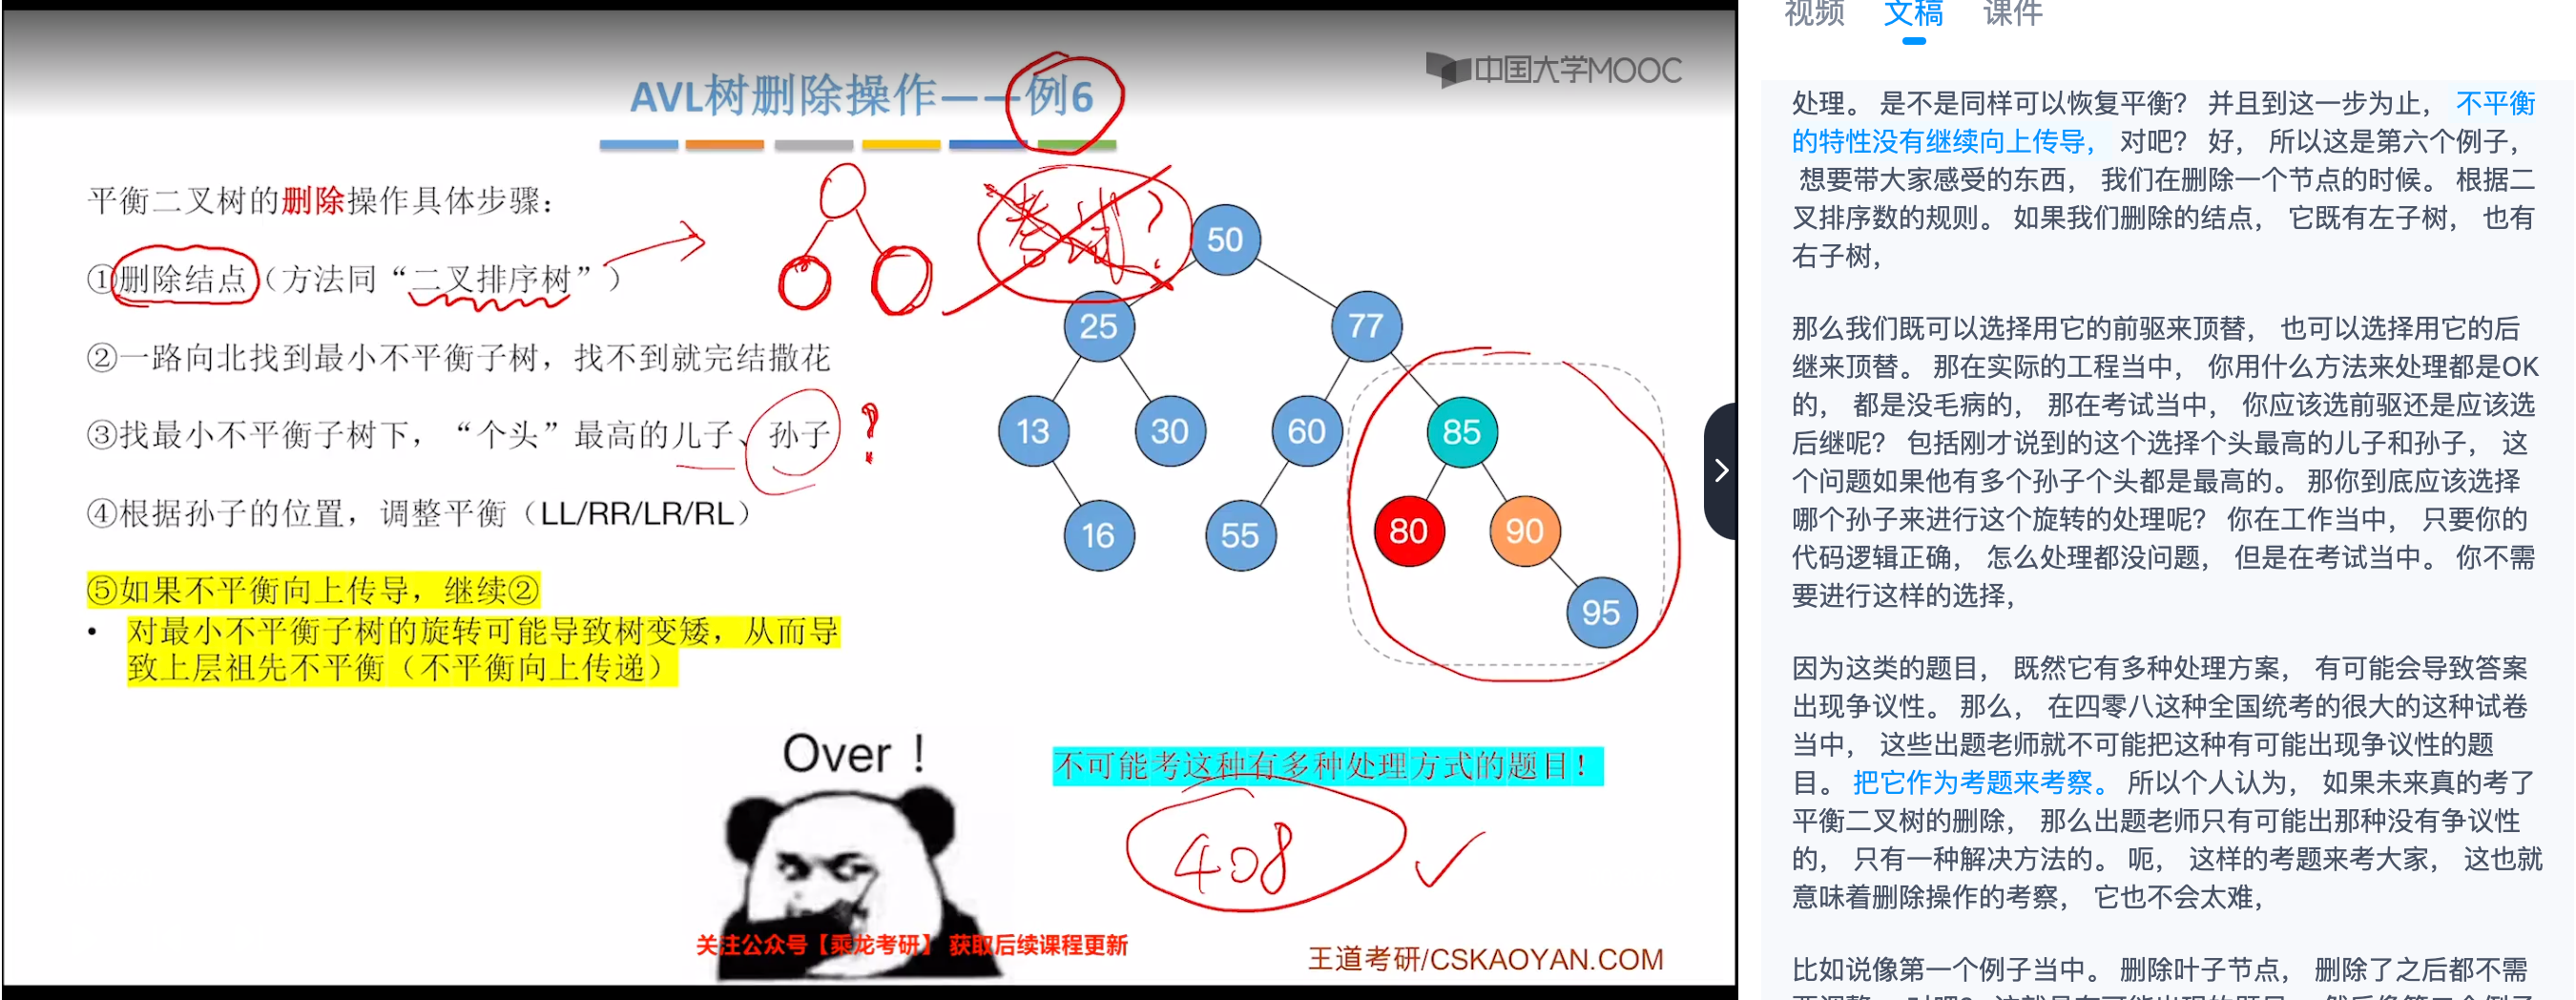 AVL树删除操作——例6
中国大学MOOC
平衡二叉树的删除操作具体步骤：
①删除结点（方法同“二叉排序树”）
②一路向北找到最小不平衡子树，找不到就完结撒花
③找最小不平衡子树下，“个头”最高的儿子、孙子
?
④根据孙子的位置，调整平衡（LL/RR/LR/RL）
⑤如果不平衡向上传导，继续②
• 对最小不平衡子树的旋转可能导致树变矮，从而导
致上层祖先不平衡（不平衡向上传递）
考试?
50
25
77
13
30
60
85
16
55
80
90
95
Over！
不可能考这种有多种处理方式的题目！
408
关注公众号【乘龙考研】 获取后续课程更新
王道考研/CSKAOYAN.COM
视频 文稿 课件
处理。 是不是同样可以恢复平衡？ 并且到这一步为止， 不平衡
的特性没有继续向上传导， 对吧？ 好， 所以这是第六个例子，
想要带大家感受的东西， 我们在删除一个节点的时候。 根据二
叉排序数的规则。 如果我们删除的结点， 它既有左子树， 也有
右子树，
那么我们既可以选择用它的前驱来顶替， 也可以选择用它的后
继来顶替。 那在实际的工程当中， 你用什么方法来处理都是OK
的， 都是没毛病的， 那在考试当中， 你应该选前驱还是应该选
后继呢？ 包括刚才说到的这个选择个头最高的儿子和孙子， 这
个问题如果他有多个孙子个头都是最高的。 那你到底应该选择
哪个孙子来进行这个旋转的处理呢？ 你在工作当中， 只要你的
代码逻辑正确， 怎么处理都没问题， 但是在考试当中。 你不需
要进行这样的选择，
因为这类的题目， 既然它有多种处理方案， 有可能会导致答案
出现争议性。 那么， 在四零八这种全国统考的很大的这种试卷
当中， 这些出题老师就不可能把这种有可能出现争议性的题
目。 把它作为考题来考察。 所以个人认为， 如果未来真的考了
平衡二叉树的删除， 那么出题老师只有可能出那种没有争议性
的， 只有一种解决方法的。 呃， 这样的考题来考大家， 这也就
意味着删除操作的考察， 它也不会太难，
比如说像第一个例子当中。 删除叶子节点， 删除了之后都不需